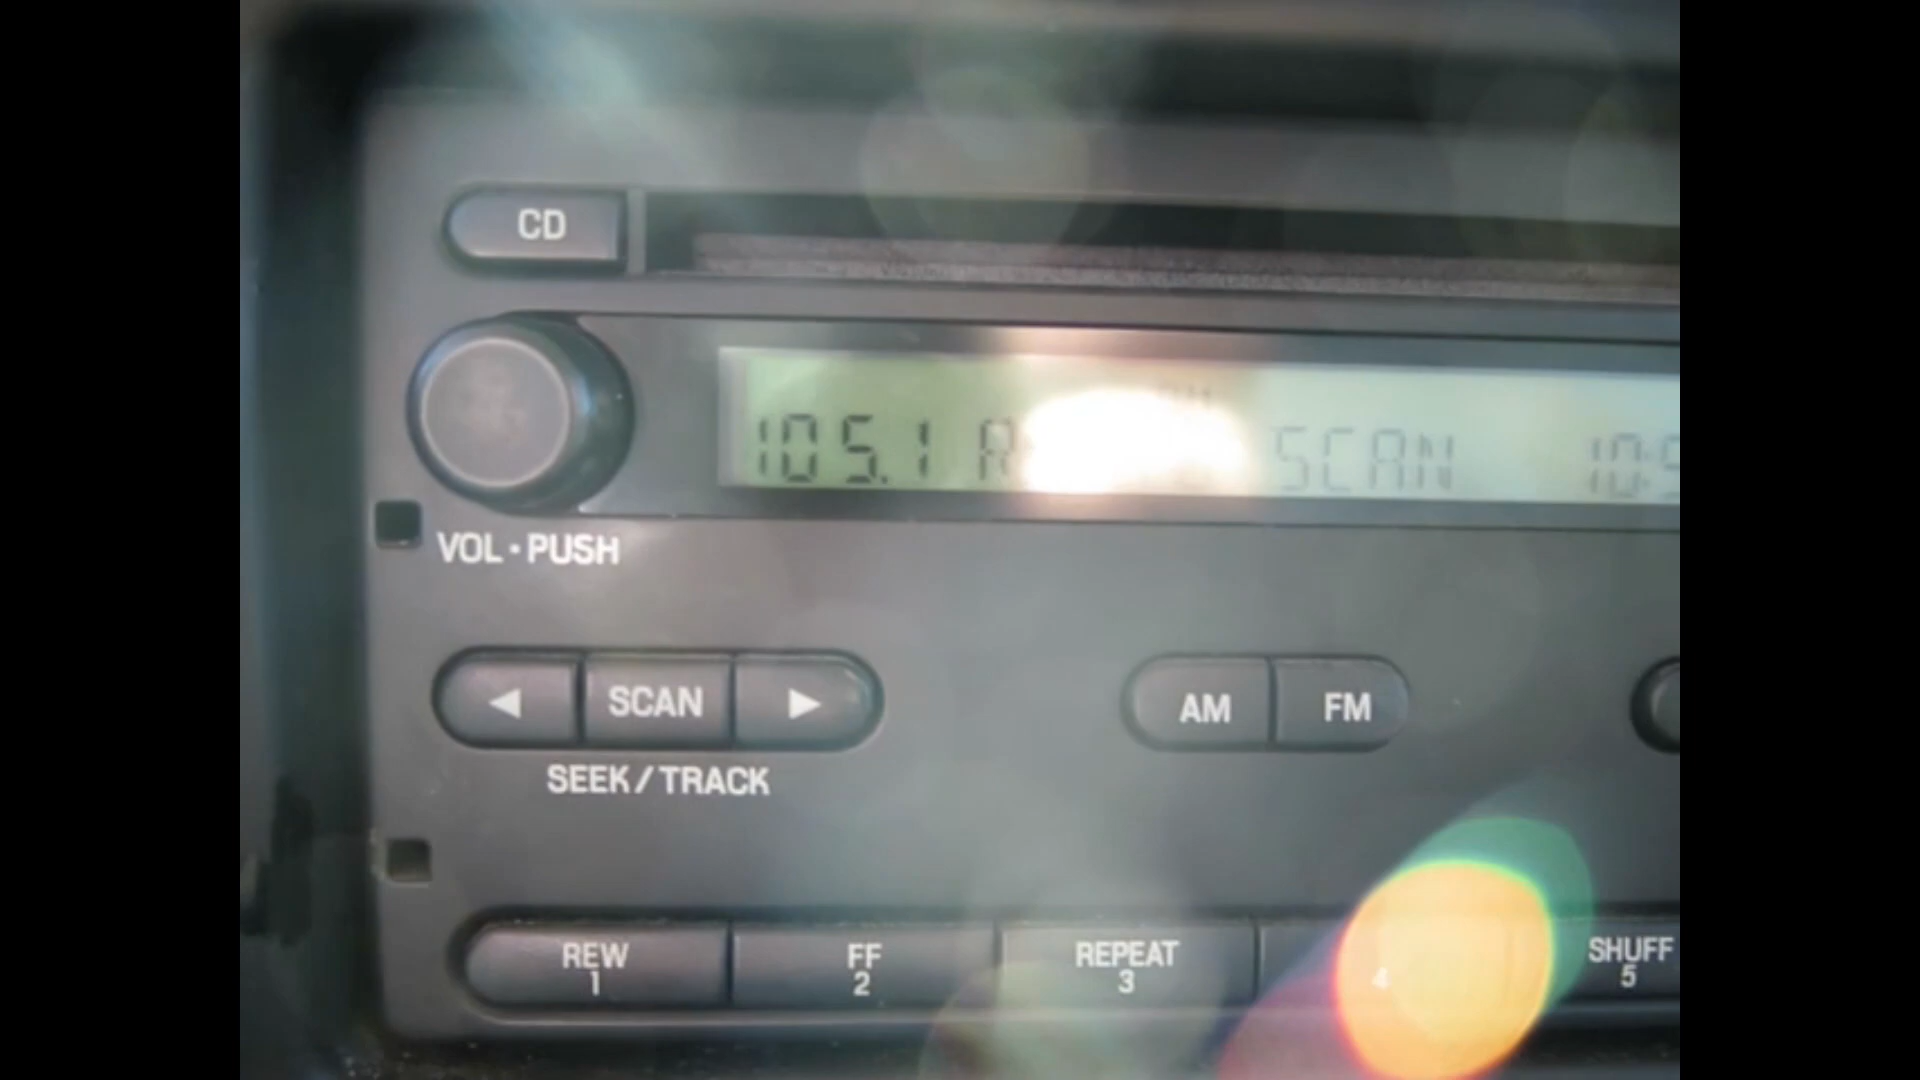 CD
105.1 SCAN
VOL · PUSH
◄ SCAN ►
AM FM
SEEK/TRACK
REW FF REPEAT SHUFF
1 2 3 4 5